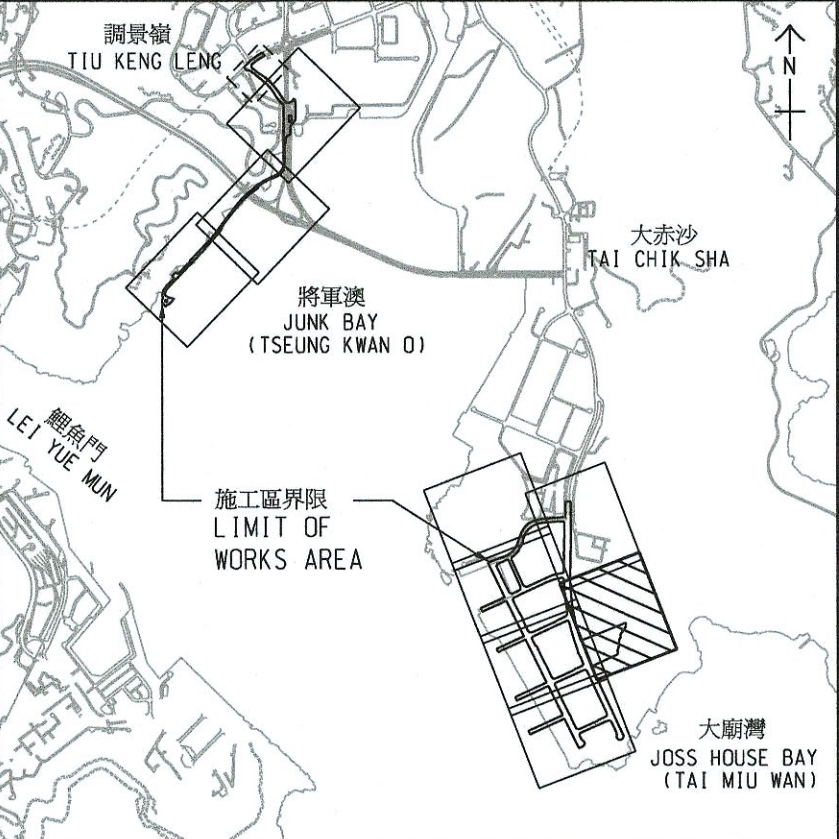 調景嶺
TIU KENG LENG
N
大赤沙
TAI CHIK SHA
將軍澳
JUNK BAY
(TSEUNG KWAN O)
鯉魚門
LEI YUE MUN
施工區界限
LIMIT OF
WORKS AREA
大廟灣
JOSS HOUSE BAY
(TAI MIU WAN)